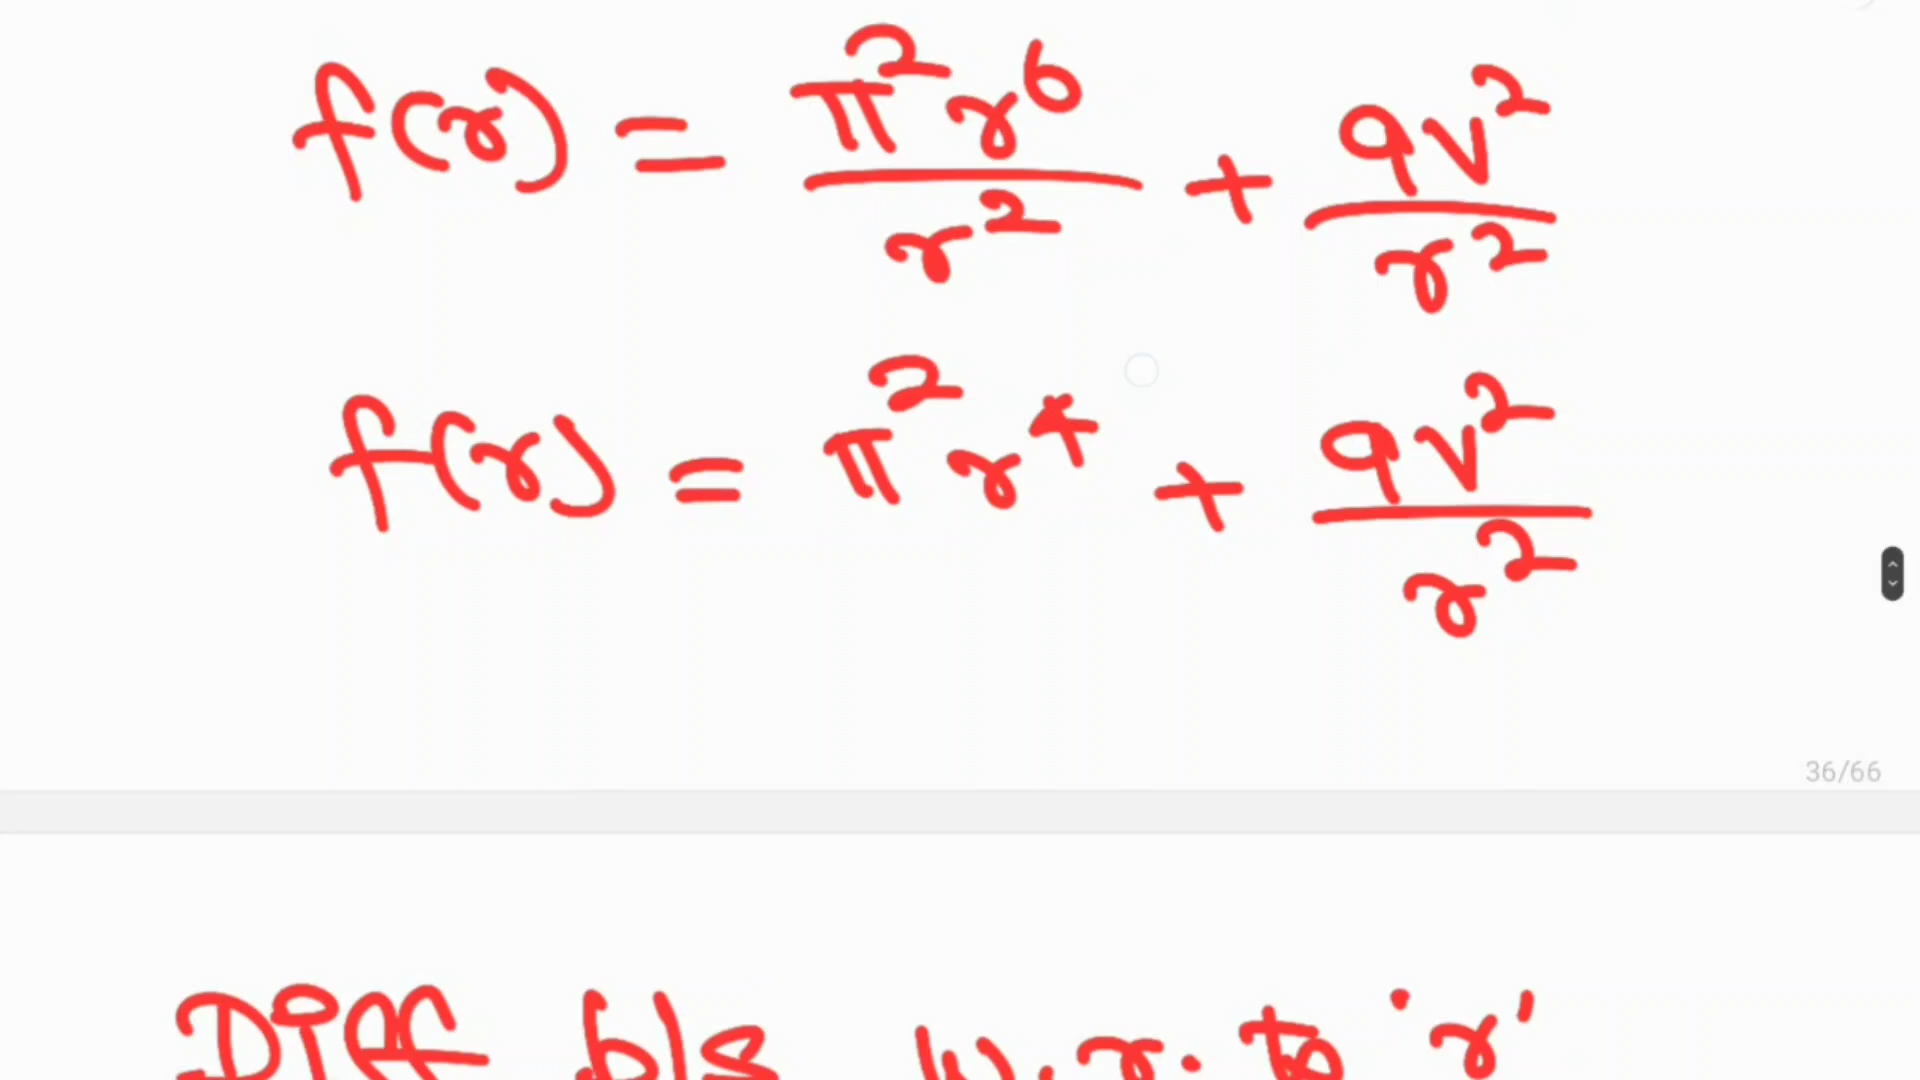 f(r) = π²r⁶/r² + 9v²/r²
f(r) = π²r⁴ + 9v²/r²
36/66
Diff b/s w.r.to 'r'